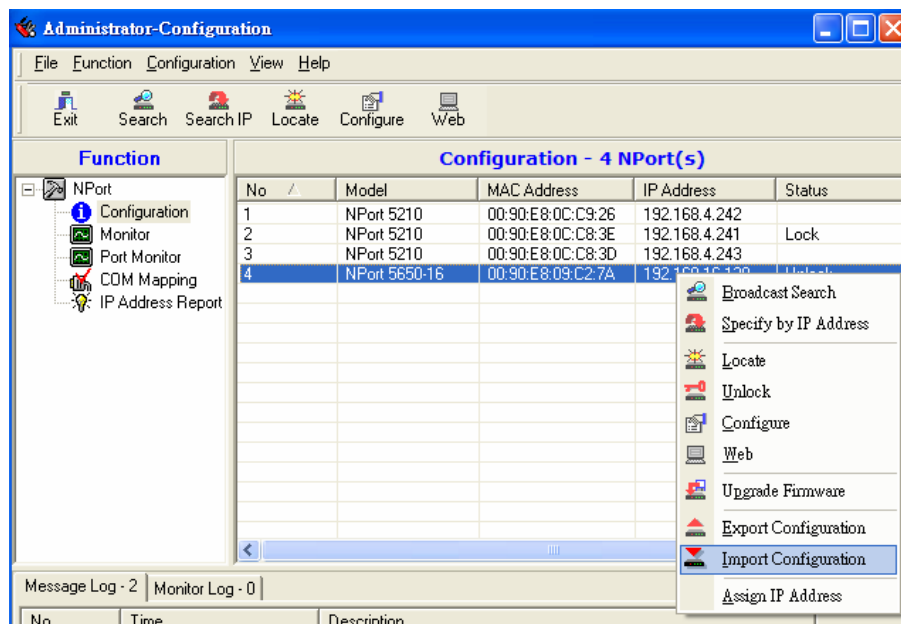 Administrator-Configuration
File Function Configuration View Help
Exit Search Search IP Locate Configure Web
Function
Configuration - 4 NPort(s)
NPort
Configuration
Monitor
Port Monitor
COM Mapping
IP Address Report
No Model MAC Address IP Address Status
1 NPort 5210 00:90:E8:0C:C9:26 192.168.4.242
2 NPort 5210 00:90:E8:0C:C8:3E 192.168.4.241 Lock
3 NPort 5210 00:90:E8:0C:C8:3D 192.168.4.243
4 NPort 5650-16 00:90:E8:09:C2:7A
Broadcast Search
Specify by IP Address
Locate
Unlock
Configure
Web
Upgrade Firmware
Export Configuration
Import Configuration
Assign IP Address
Message Log - 2 Monitor Log - 0
No Time Description